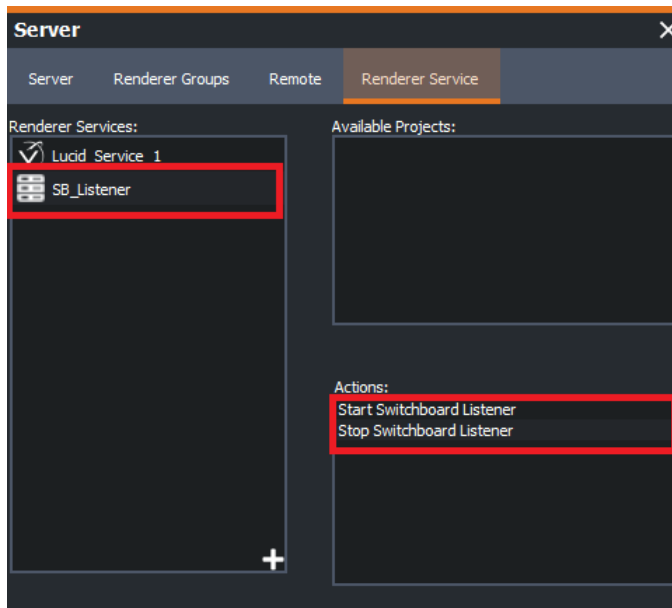 Server
Server Renderer Groups Remote Renderer Service
Renderer Services:
Lucid_Service_1
SB_Listener
Available Projects:
Actions:
Start Switchboard Listener
Stop Switchboard Listener